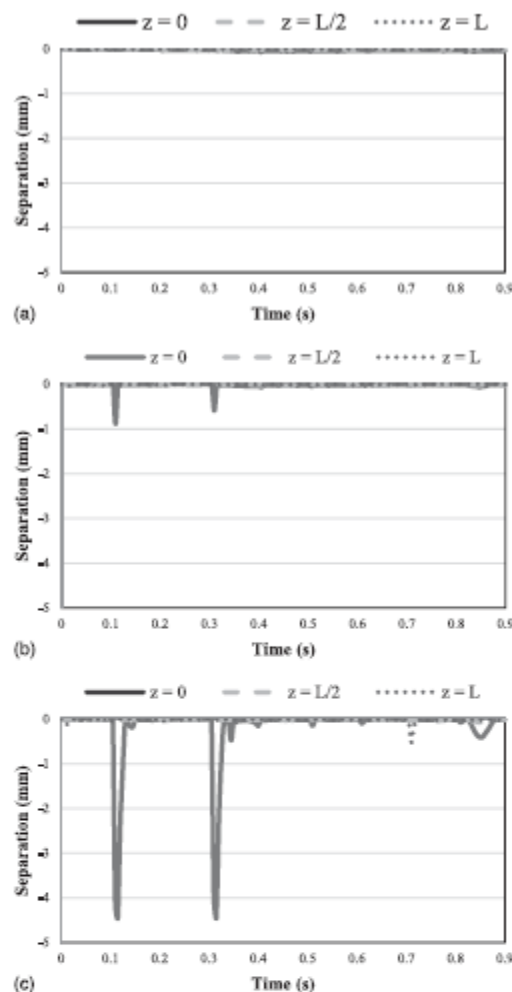 z = 0 z = L/2 z = L
0
-1
-2
-3
-4
-5
Separation (mm)
0 0.1 0.2 0.3 0.4 0.5 0.6 0.7 0.8 0.9
(a) Time (s)
z = 0 z = L/2 z = L
0
-1
-2
-3
-4
-5
Separation (mm)
0 0.1 0.2 0.3 0.4 0.5 0.6 0.7 0.8 0.9
(b) Time (s)
z = 0 z = L/2 z = L
0
-1
-2
-3
-4
-5
Separation (mm)
0 0.1 0.2 0.3 0.4 0.5 0.6 0.7 0.8 0.9
(c) Time (s)